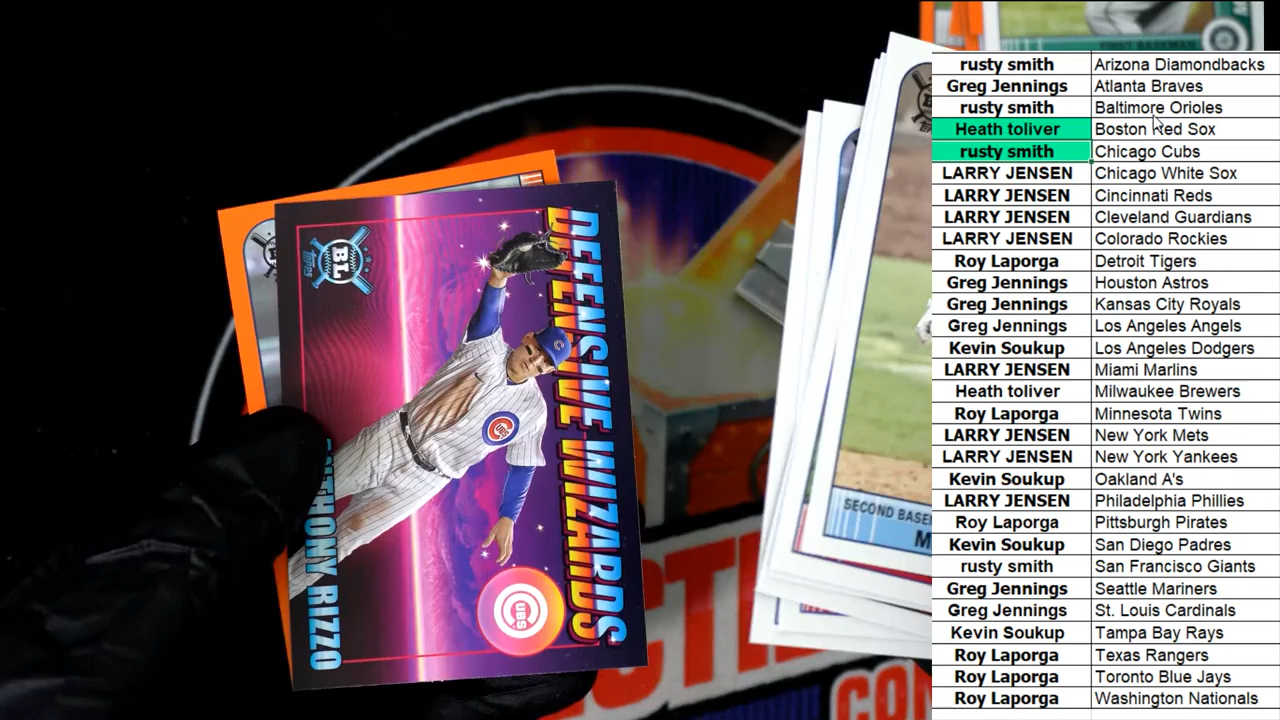 FIRST BASEMAN
rusty smith Arizona Diamondbacks
Greg Jennings Atlanta Braves
rusty smith Baltimore Orioles
Heath toliver Boston Red Sox
rusty smith Chicago Cubs
LARRY JENSEN Chicago White Sox
LARRY JENSEN Cincinnati Reds
LARRY JENSEN Cleveland Guardians
LARRY JENSEN Colorado Rockies
Roy Laporga Detroit Tigers
Greg Jennings Houston Astros
Greg Jennings Kansas City Royals
Greg Jennings Los Angeles Angels
Kevin Soukup Los Angeles Dodgers
LARRY JENSEN Miami Marlins
Heath toliver Milwaukee Brewers
Roy Laporga Minnesota Twins
LARRY JENSEN New York Mets
LARRY JENSEN New York Yankees
Kevin Soukup Oakland A's
LARRY JENSEN Philadelphia Phillies
Roy Laporga Pittsburgh Pirates
Kevin Soukup San Diego Padres
rusty smith San Francisco Giants
Greg Jennings Seattle Mariners
Greg Jennings St. Louis Cardinals
Kevin Soukup Tampa Bay Rays
Roy Laporga Texas Rangers
Roy Laporga Toronto Blue Jays
Roy Laporga Washington Nationals
DEFENSIVE WIZARDS
BL
Topps
C
CUBS
CUBS
ANTHONY RIZZO
SECOND BASEM
M